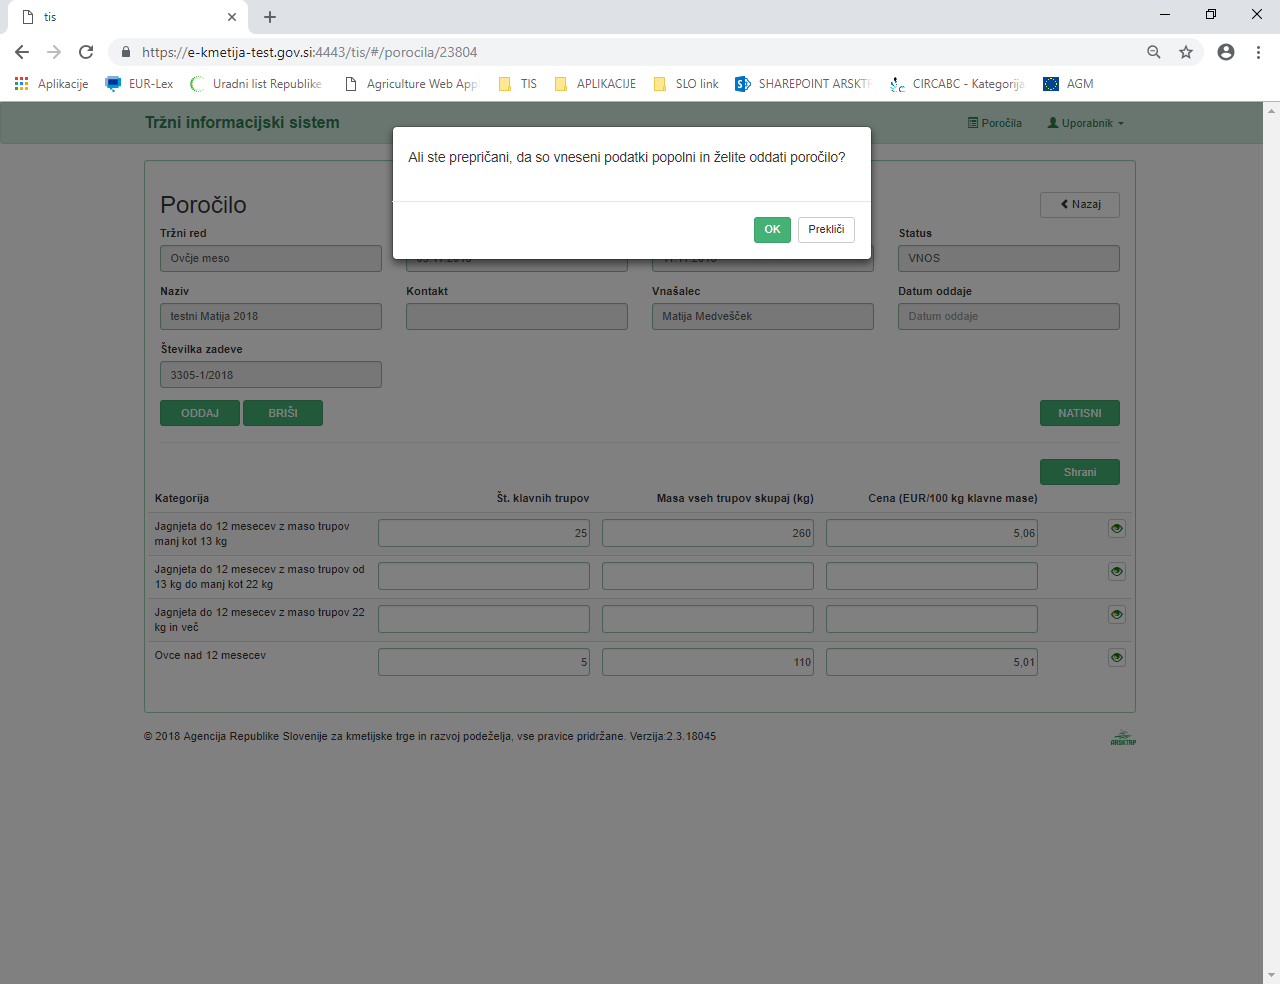 tis
https://e-kmetija-test.gov.si:4443/tis/#/porocila/23804
Aplikacije EUR-Lex Uradni list Republike Agriculture Web App TIS APLIKACIJE SLO link SHAREPOINT ARSKTR CIRCABC - Kategorija AGM
Tržni informacijski sistem Poročila Uporabnik
Ali ste prepričani, da so vneseni podatki popolni in želite oddati poročilo?
OK Prekliči
Poročilo Nazaj
Tržni red Status
Ovčje meso VNOS
Naziv Kontakt Vnašalec Datum oddaje
testni Matija 2018 Matija Medvešček Datum oddaje
Številka zadeve
3305-1/2018
ODDAJ BRIŠI NATISNI
Shrani
Kategorija Št. klavnih trupov Masa vseh trupov skupaj (kg) Cena (EUR/100 kg klavne mase)
Jagnjeta do 12 mesecev z maso trupov
manj kot 13 kg 25 260 5,06
Jagnjeta do 12 mesecev z maso trupov od
13 kg do manj kot 22 kg
Jagnjeta do 12 mesecev z maso trupov 22
kg in več
Ovce nad 12 mesecev 5 110 5,01
© 2018 Agencija Republike Slovenije za kmetijske trge in razvoj podeželja, vse pravice pridržane. Verzija:2.3.18045
ARSKTRP